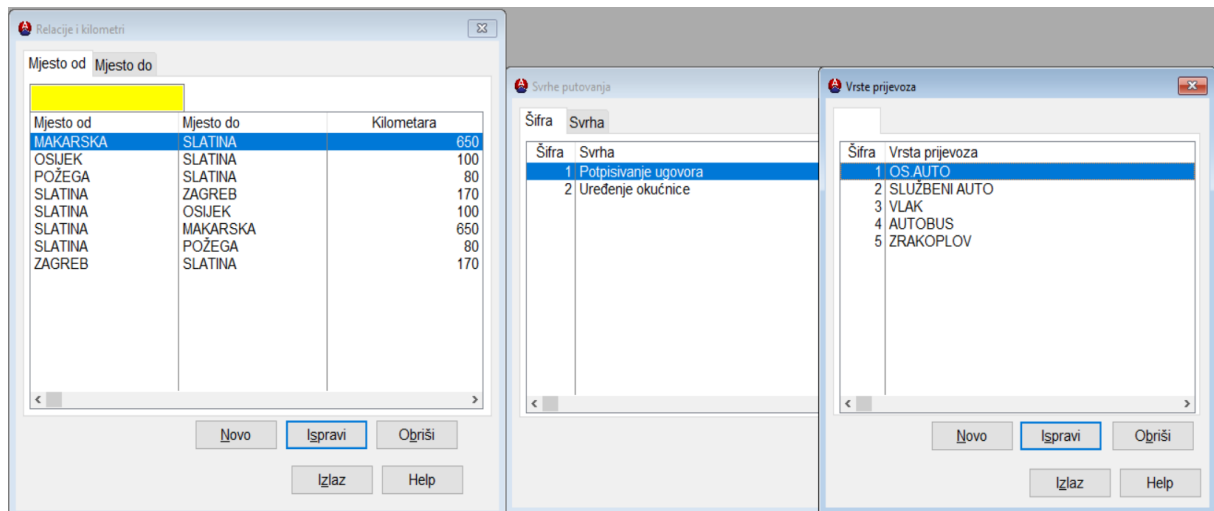 Relacije i kilometri
Mjesto od Mjesto do
Mjesto od Mjesto do Kilometara
MAKARSKA SLATINA 650
OSIJEK SLATINA 100
POŽEGA SLATINA 80
SLATINA ZAGREB 170
SLATINA OSIJEK 100
SLATINA MAKARSKA 650
SLATINA POŽEGA 80
ZAGREB SLATINA 170
Novo Ispravi Obriši
Izlaz Help
Svrhe putovanja
Šifra Svrha
Šifra Svrha
1 Potpisivanje ugovora
2 Uređenje okućnice
Vrste prijevoza
Šifra Vrsta prijevoza
1 OS.AUTO
2 SLUŽBENI AUTO
3 VLAK
4 AUTOBUS
5 ZRAKOPLOV
Novo Ispravi Obriši
Izlaz Help